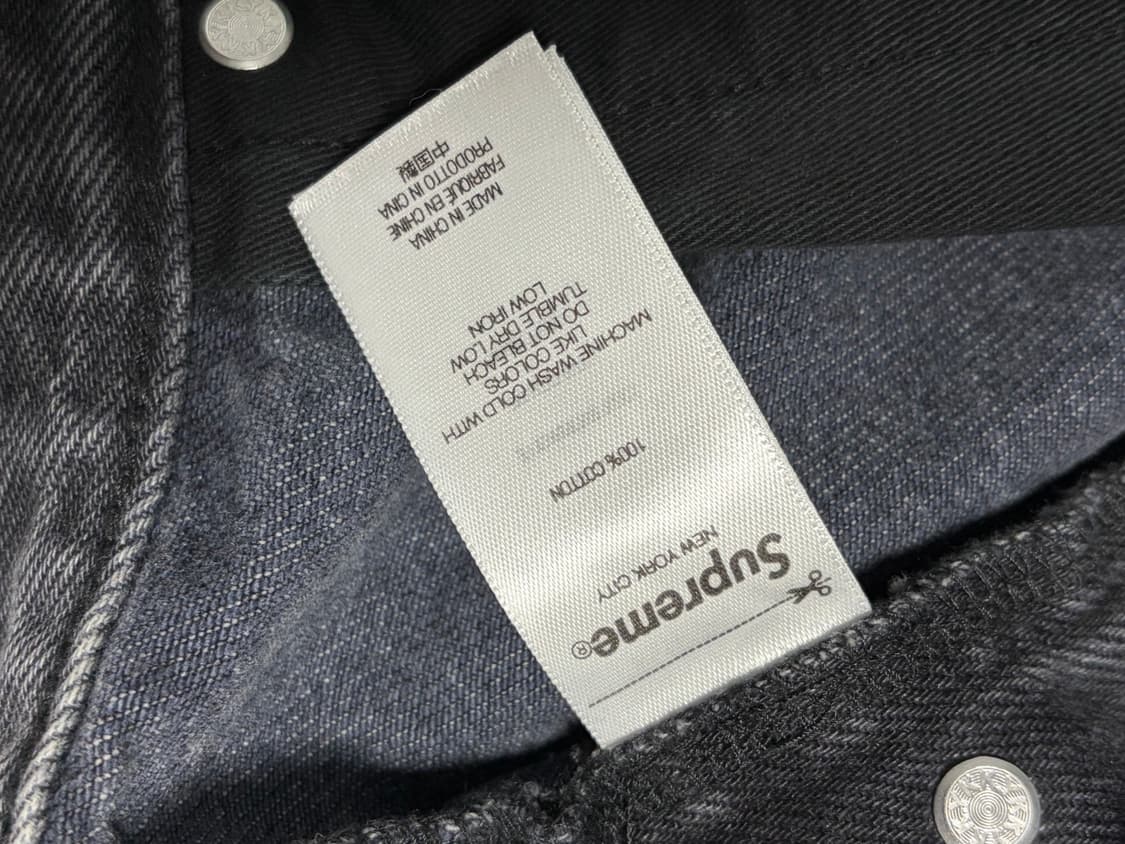 Supreme®
NEW YORK CITY
100% COTTON
MACHINE WASH COLD WITH
LIKE COLORS
DO NOT BLEACH
TUMBLE DRY LOW
LOW IRON
MADE IN CHINA
FABRIQUÉ EN CHINE
PRODOTTO IN CINA
中国製